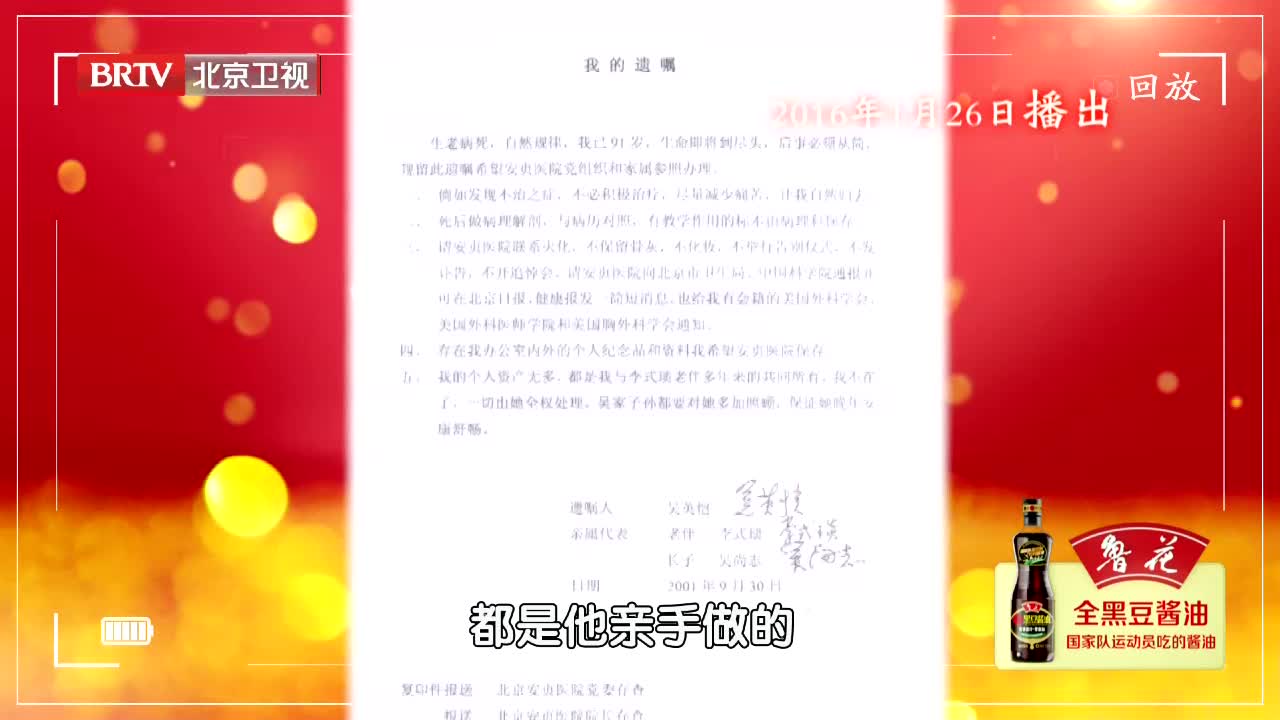 BRTV 北京卫视
回放
2016年1月26日播出
我的遗嘱
生老病死，自然规律，我已91岁，生命即将到尽头，后事必须从简，
现留此遗嘱希望安贞医院党组织和家属参照办理。
一、倘如发现不治之症，不必积极治疗，尽量减少痛苦，让我自然归去
二、死后做病理解剖，与病历对照，有教学作用的标本由病理科保存
三、请安贞医院联系火化，不保留骨灰，不化妆，不举行告别仪式，不发
讣告，不开追悼会。请安贞医院向北京市卫生局、中国科学院通报并
可在北京日报、健康报发一简短消息。也给我有会籍的美国外科学会、
美国外科医师学院和美国胸外科学会通知。
四、存在我办公室内外的个人纪念品和资料我希望安贞医院保存
五、我的个人资产无多，都是我与李式琰老伴多年来的共同所有，我不在
了，一切由她全权处理。吴家子孙都要对她多加照顾，保证她晚年安
康舒畅。
遗嘱人 吴英恺 吴英恺
亲属代表 老伴 李式琰 李式琰
长子 吴尚志 吴尚志
日期 2001年9月30日
都是他亲手做的
复印件报送 北京安贞医院党委存查
报送 北京安贞医院院长存查
鲁花
全黑豆酱油
国家队运动员吃的酱油